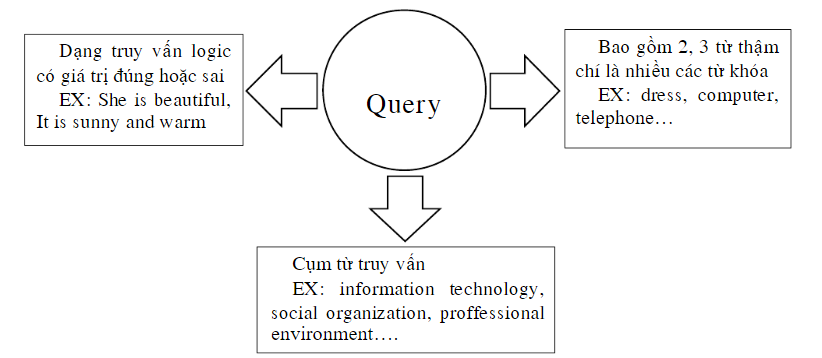 Dạng truy vấn logic
có giá trị đúng hoặc sai
EX: She is beautiful,
It is sunny and warm
Query
Bao gồm 2, 3 từ thậm
chí là nhiều các từ khóa
EX: dress, computer,
telephone…
Cụm từ truy vấn
EX: information technology,
social organization, proffessional
environment….